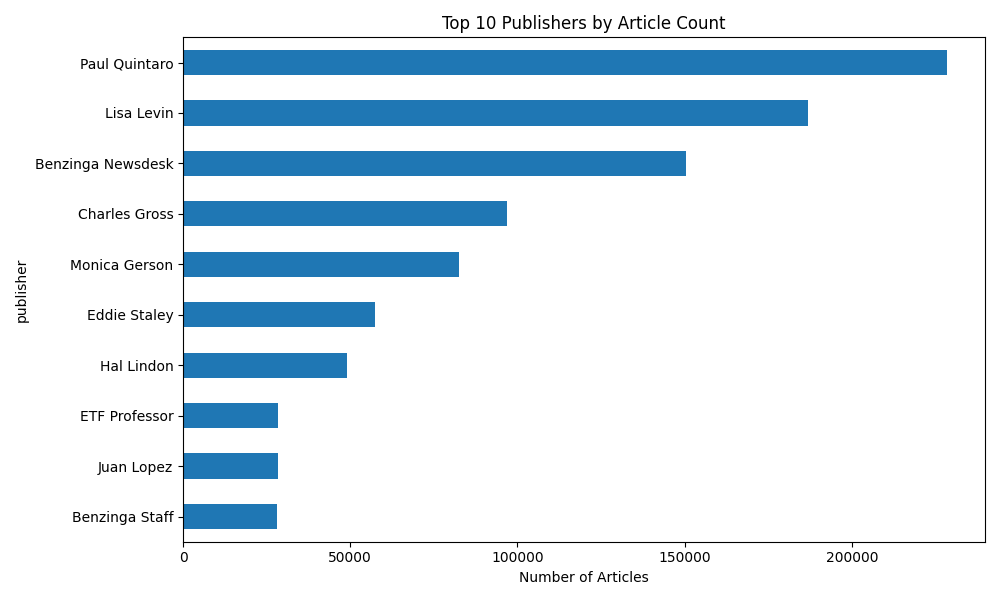 Top 10 Publishers by Article Count
Paul Quintaro
Lisa Levin
Benzinga Newsdesk
Charles Gross
Monica Gerson
Eddie Staley
Hal Lindon
ETF Professor
Juan Lopez
Benzinga Staff
publisher
0 50000 100000 150000 200000
Number of Articles